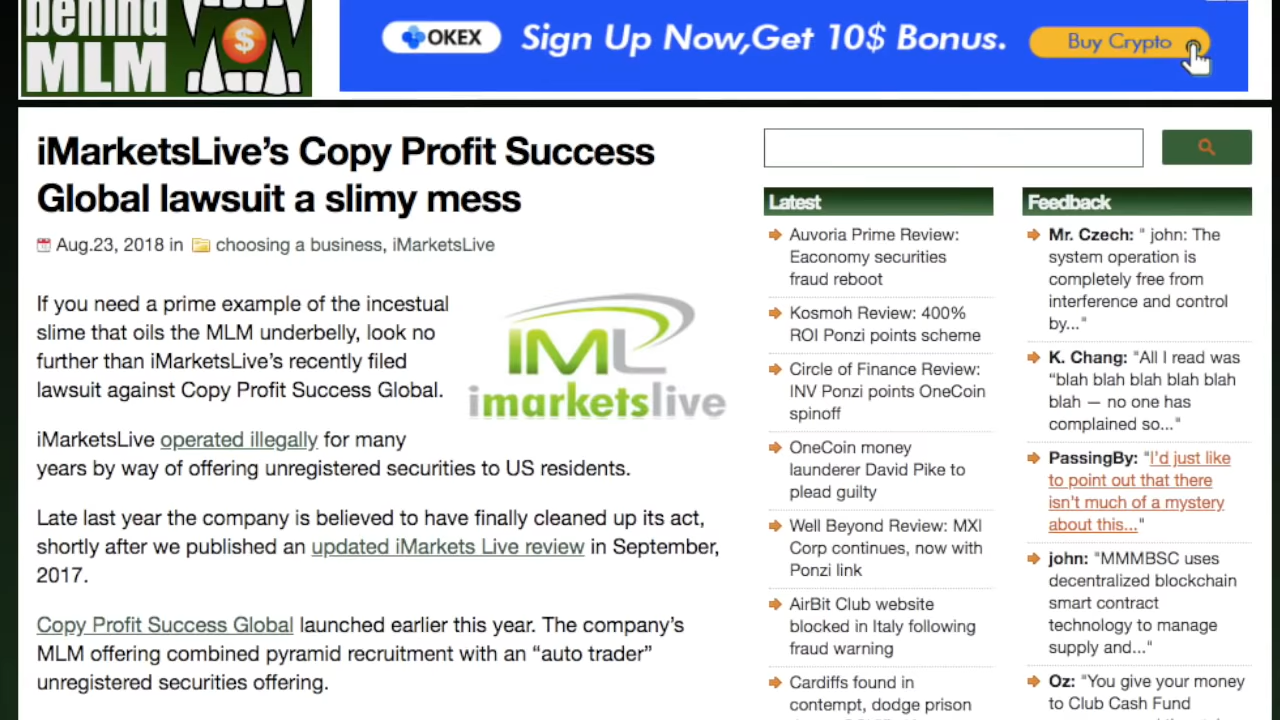 behind
MLM
$
OKEX
Sign Up Now,Get 10$ Bonus.
Buy Crypto
iMarketsLive's Copy Profit Success
Global lawsuit a slimy mess
Aug.23, 2018 in choosing a business, iMarketsLive
If you need a prime example of the incestual
slime that oils the MLM underbelly, look no
further than iMarketsLive's recently filed
lawsuit against Copy Profit Success Global.
IML
imarketslive
iMarketsLive operated illegally for many
years by way of offering unregistered securities to US residents.
Late last year the company is believed to have finally cleaned up its act,
shortly after we published an updated iMarkets Live review in September,
2017.
Copy Profit Success Global launched earlier this year. The company's
MLM offering combined pyramid recruitment with an “auto trader”
unregistered securities offering.
Latest
Auvoria Prime Review:
Eaconomy securities
fraud reboot
Kosmoh Review: 400%
ROI Ponzi points scheme
Circle of Finance Review:
INV Ponzi points OneCoin
spinoff
OneCoin money
launderer David Pike to
plead guilty
Well Beyond Review: MXI
Corp continues, now with
Ponzi link
AirBit Club website
blocked in Italy following
fraud warning
Cardiffs found in
contempt, dodge prison
Feedback
Mr. Czech: " john: The
system operation is
completely free from
interference and control
by..."
K. Chang: "All I read was
“blah blah blah blah blah
blah — no one has
complained so..."
PassingBy: "I'd just like
to point out that there
isn't much of a mystery
about this..."
john: "MMMBSC uses
decentralized blockchain
smart contract
technology to manage
supply and..."
Oz: "You give your money
to Club Cash Fund